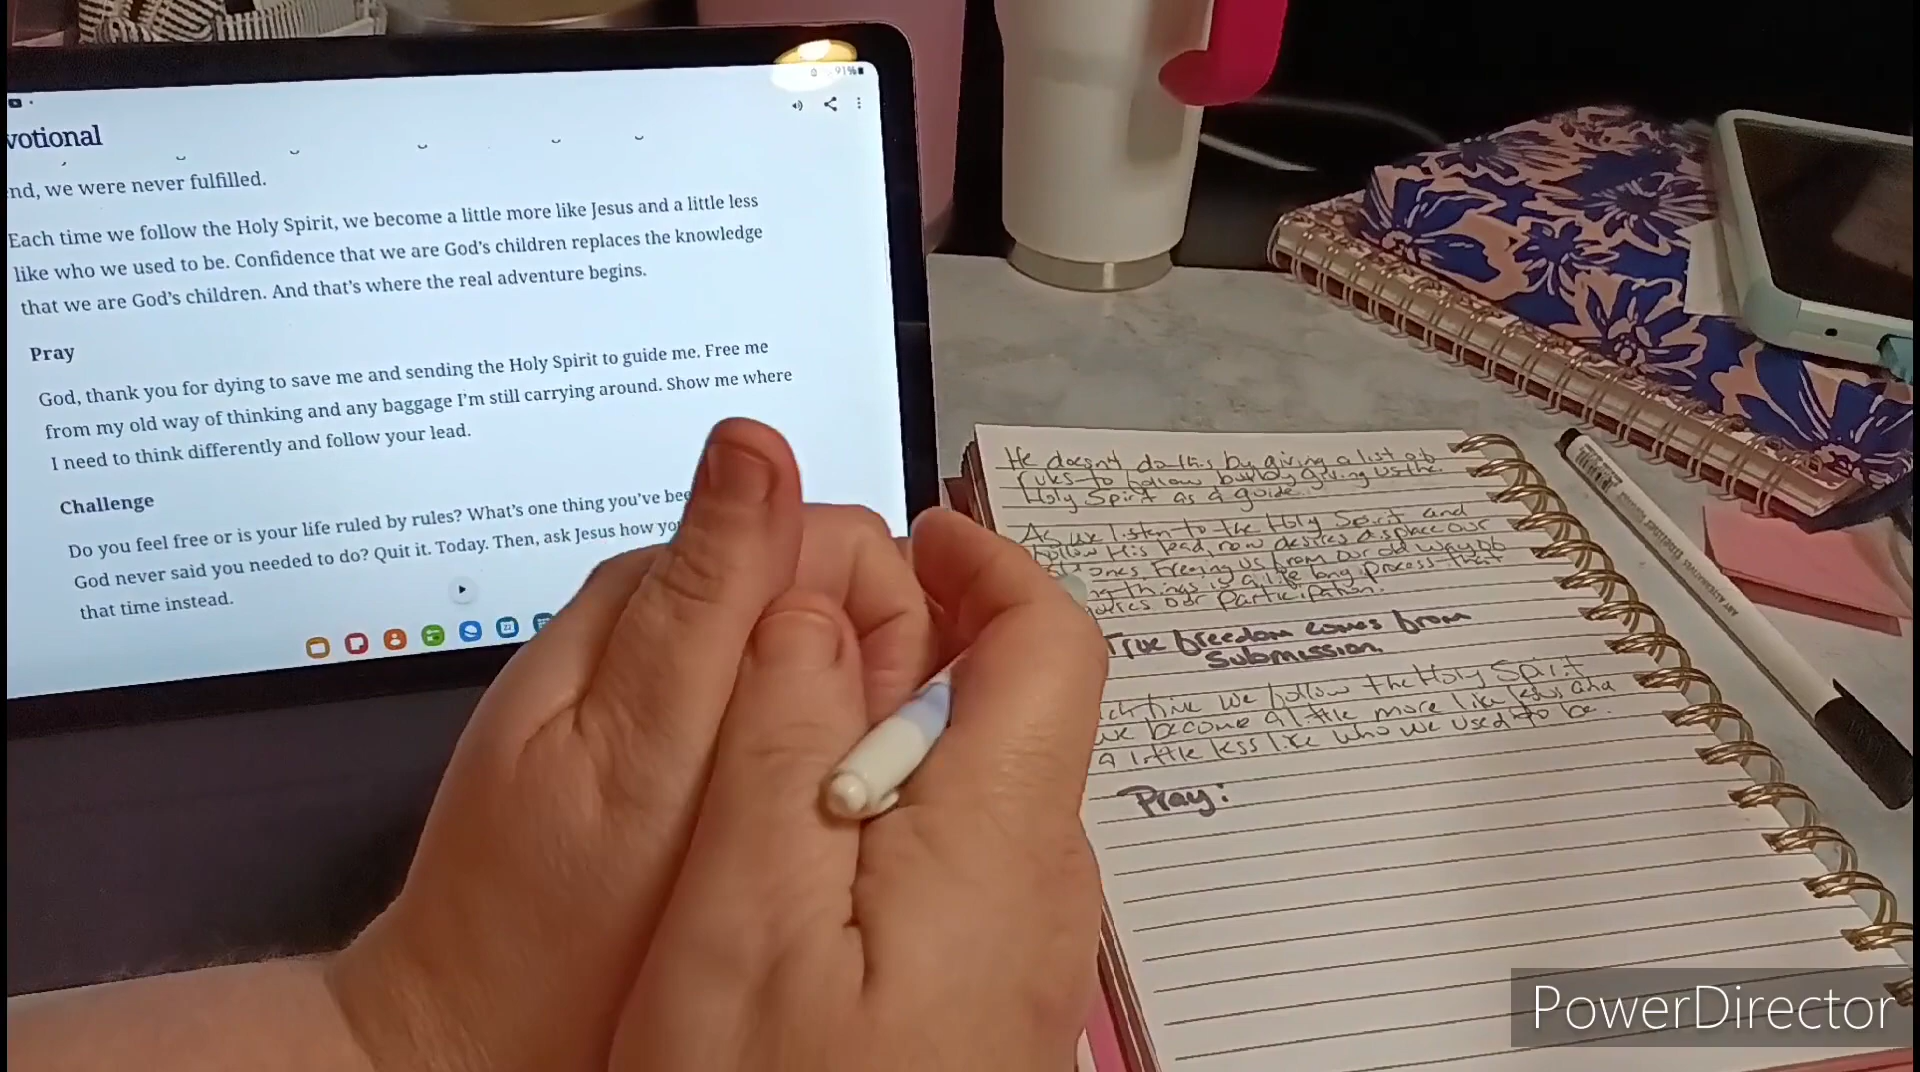 91%
votional
nd, we were never fulfilled.
Each time we follow the Holy Spirit, we become a little more like Jesus and a little less
like who we used to be. Confidence that we are God's children replaces the knowledge
that we are God's children. And that's where the real adventure begins.
Pray
God, thank you for dying to save me and sending the Holy Spirit to guide me. Free me
from my old way of thinking and any baggage I'm still carrying around. Show me where
I need to think differently and follow your lead.
Challenge
Do you feel free or is your life ruled by rules? What's one thing you've bee
God never said you needed to do? Quit it. Today. Then, ask Jesus how yo
that time instead.
He doesn't do this by giving a list of
rules to follow but by giving us the
Holy Spirit as a guide.
As we listen to the Holy Spirit and
follow His lead, new desires displace our
old ones. Freeing us from our old way of
things is a life long process that
our participation.
True freedom comes from
submission.
ach time we follow the Holy Spirit
we become a little more like Jesus and
a little less like who we used to be.
Pray:
PowerDirector